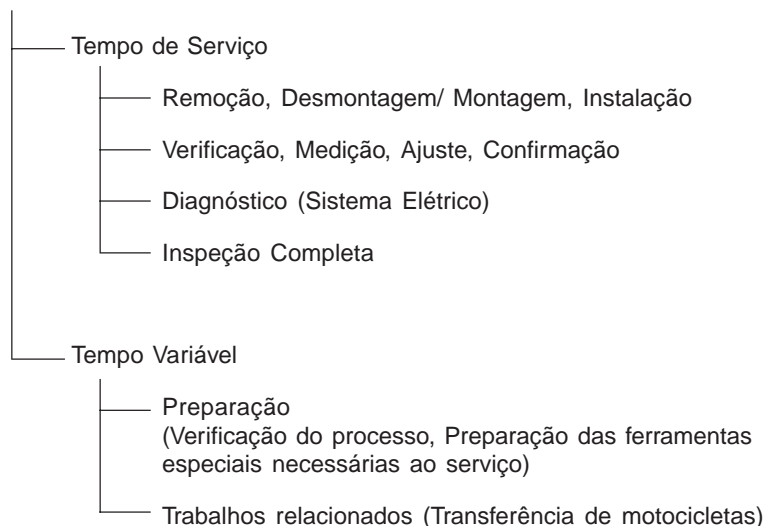 Tempo de Serviço
Remoção, Desmontagem/ Montagem, Instalação
Verificação, Medição, Ajuste, Confirmação
Diagnóstico (Sistema Elétrico)
Inspeção Completa
Tempo Variável
Preparação
(Verificação do processo, Preparação das ferramentas
especiais necessárias ao serviço)
Trabalhos relacionados (Transferência de motocicletas)